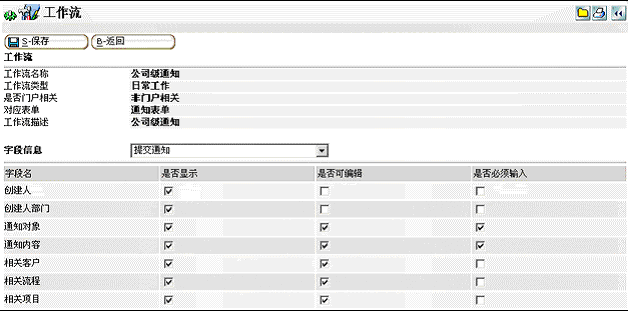 工作流
S-保存 B-返回
工作流
工作流名称 公司级通知
工作流类型 日常工作
是否门户相关 非门户相关
对应表单 通知表单
工作流描述 公司级通知
字段信息 提交通知
字段名 是否显示 是否可编辑 是否必须输入
创建人
创建人部门
通知对象
通知内容
相关客户
相关流程
相关项目